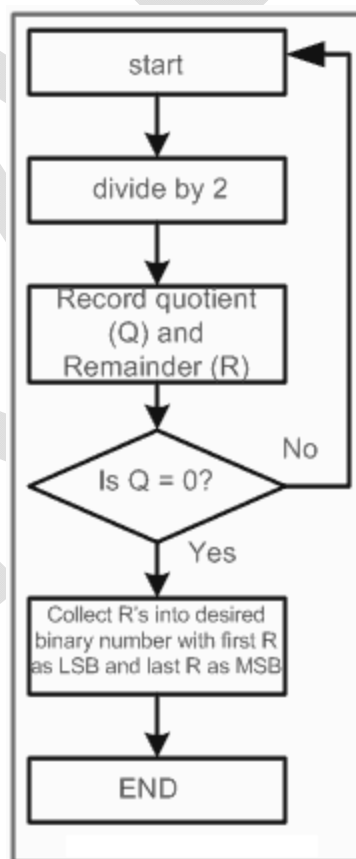 start
divide by 2
Record quotient
(Q) and
Remainder (R)
Is Q = 0?
No
Yes
Collect R's into desired
binary number with first R
as LSB and last R as MSB
END